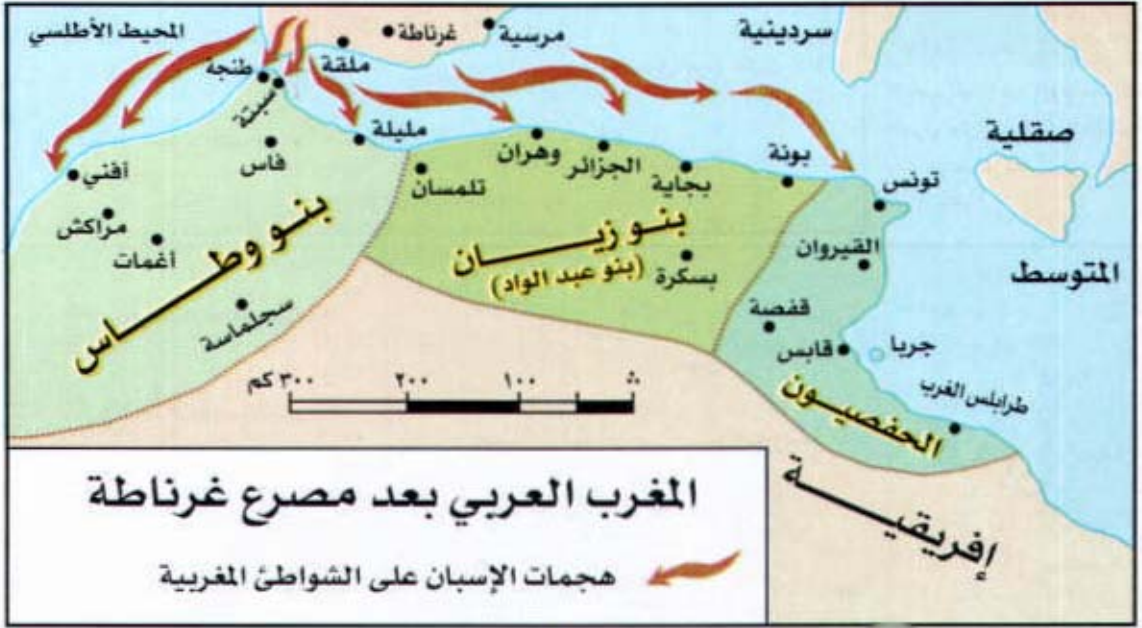 المحيط الأطلسي
غرناطة
مرسية
سردينية
ملقة
طنجة
سبتة
صقلية
مليلة
فاس
وهران
الجزائر
بونة
تونس
أفني
تلمسان
بجاية
مراكش
أغمات
بنو وطاس
بنو زيان
(بنو عبد الواد)
بسكرة
القيروان
المتوسط
سجلماسة
قفصة
قابس
جربا
٣٠٠ كم
٢٠٠
١٠٠
طرابلس الغرب
الحفصيون
إفريقية
المغرب العربي بعد مصرع غرناطة
هجمات الإسبان على الشواطئ المغربية